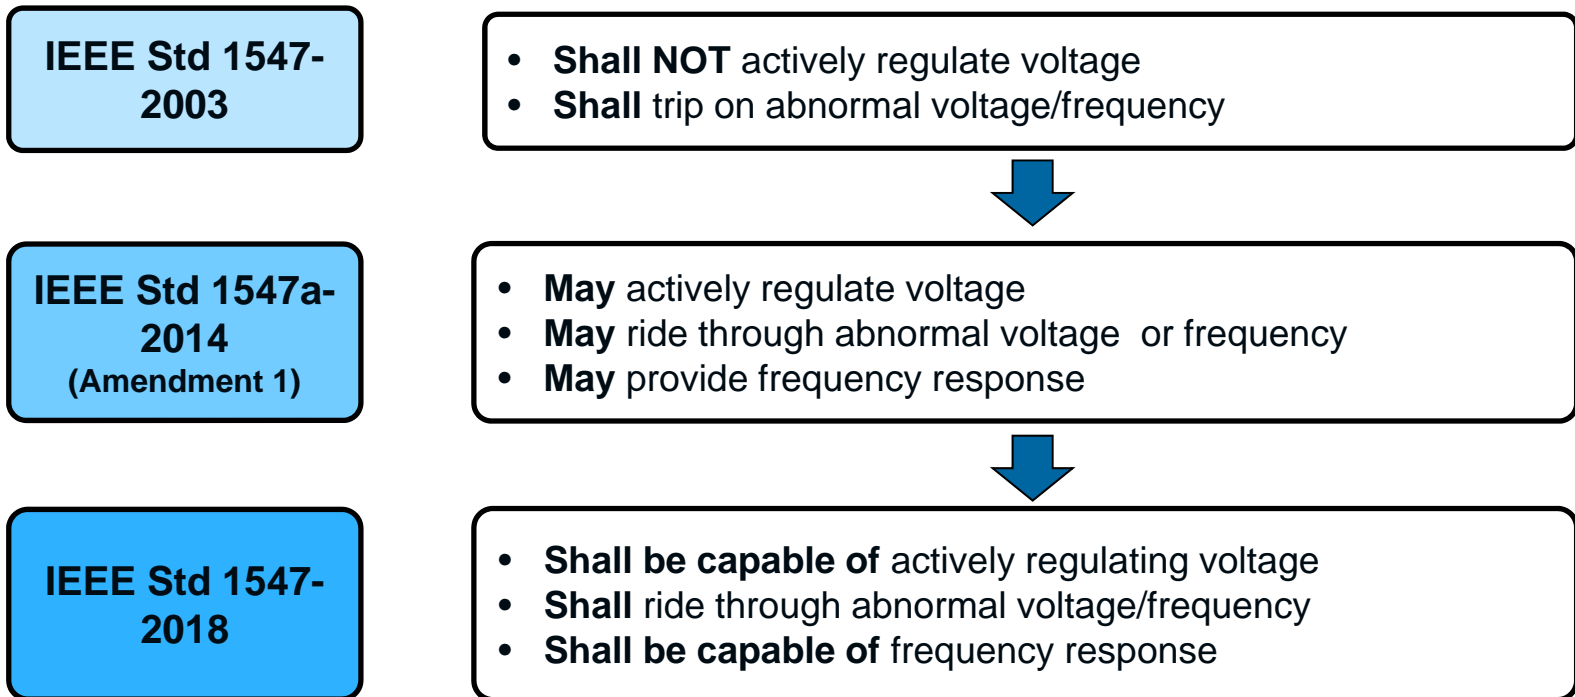 IEEE Std 1547-
2003
• Shall NOT actively regulate voltage
• Shall trip on abnormal voltage/frequency
IEEE Std 1547a-
2014
(Amendment 1)
• May actively regulate voltage
• May ride through abnormal voltage  or frequency
• May provide frequency response
IEEE Std 1547-
2018
• Shall be capable of actively regulating voltage
• Shall ride through abnormal voltage/frequency
• Shall be capable of frequency response